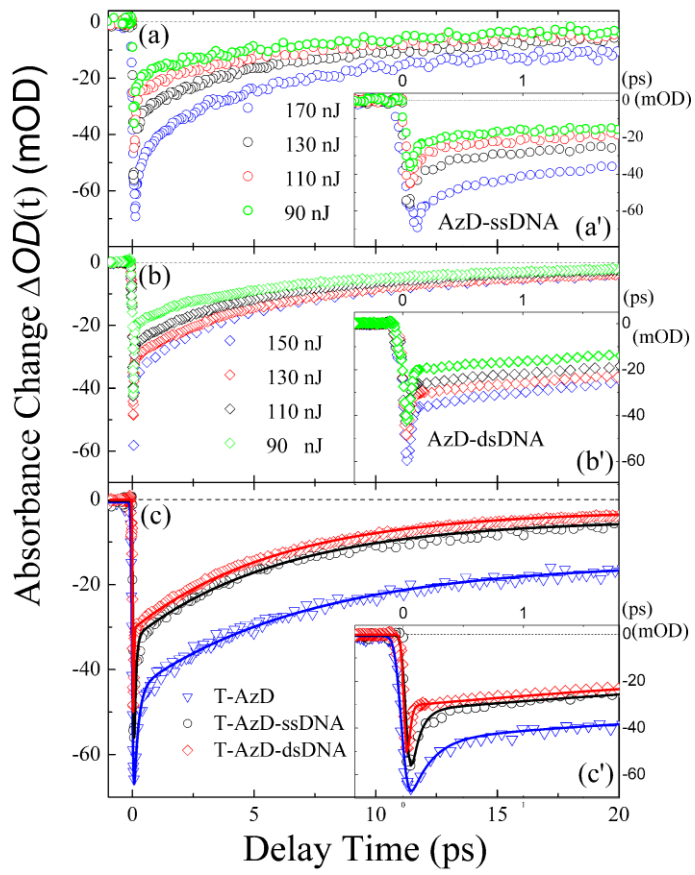 Absorbance Change ΔOD(t) (mOD)
0
-20
-40
-60
(a)
170 nJ
130 nJ
110 nJ
90 nJ
0
1
(ps)
0 (mOD)
-20
-40
-60
AzD-ssDNA
(a')
0
-20
-40
-60
(b)
150 nJ
130 nJ
110 nJ
90 nJ
0
1
(ps)
0 (mOD)
-20
-40
-60
AzD-dsDNA
(b')
0
-20
-40
-60
(c)
T-AzD
T-AzD-ssDNA
T-AzD-dsDNA
0
1
(ps)
0 (mOD)
-20
-40
-60
(c')
0
1
0
5
10
15
20
Delay Time (ps)